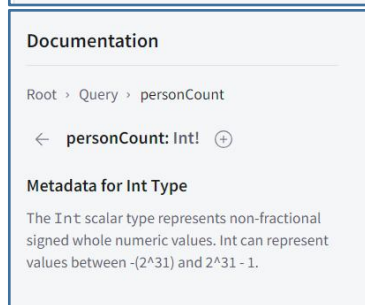 Documentation
Root > Query > personCount
← personCount: Int! ⊕
Metadata for Int Type
The Int scalar type represents non-fractional
signed whole numeric values. Int can represent
values between -(2^31) and 2^31 - 1.